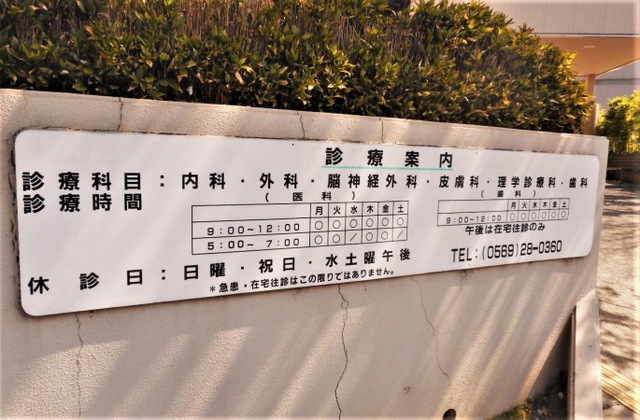 診療案内
診療科目：内科・外科・脳神経外科・皮膚科・理学診療科・歯科
診療時間
（医科）
月 火 水 木 金 土
9：00～12：00 ○ ○ ○ ○ ○ ○
5：00～ 7：00 ○ ○ ／ ○ ○ ／
（歯科）
月 火 水 木 金 土
9：00～12：00 ○ ○ ○ ○ ○ ○
午後は在宅往診のみ
休診日：日曜・祝日・水土曜午後
TEL：(0569)28-0360
＊急患・在宅往診はこの限りではありません。